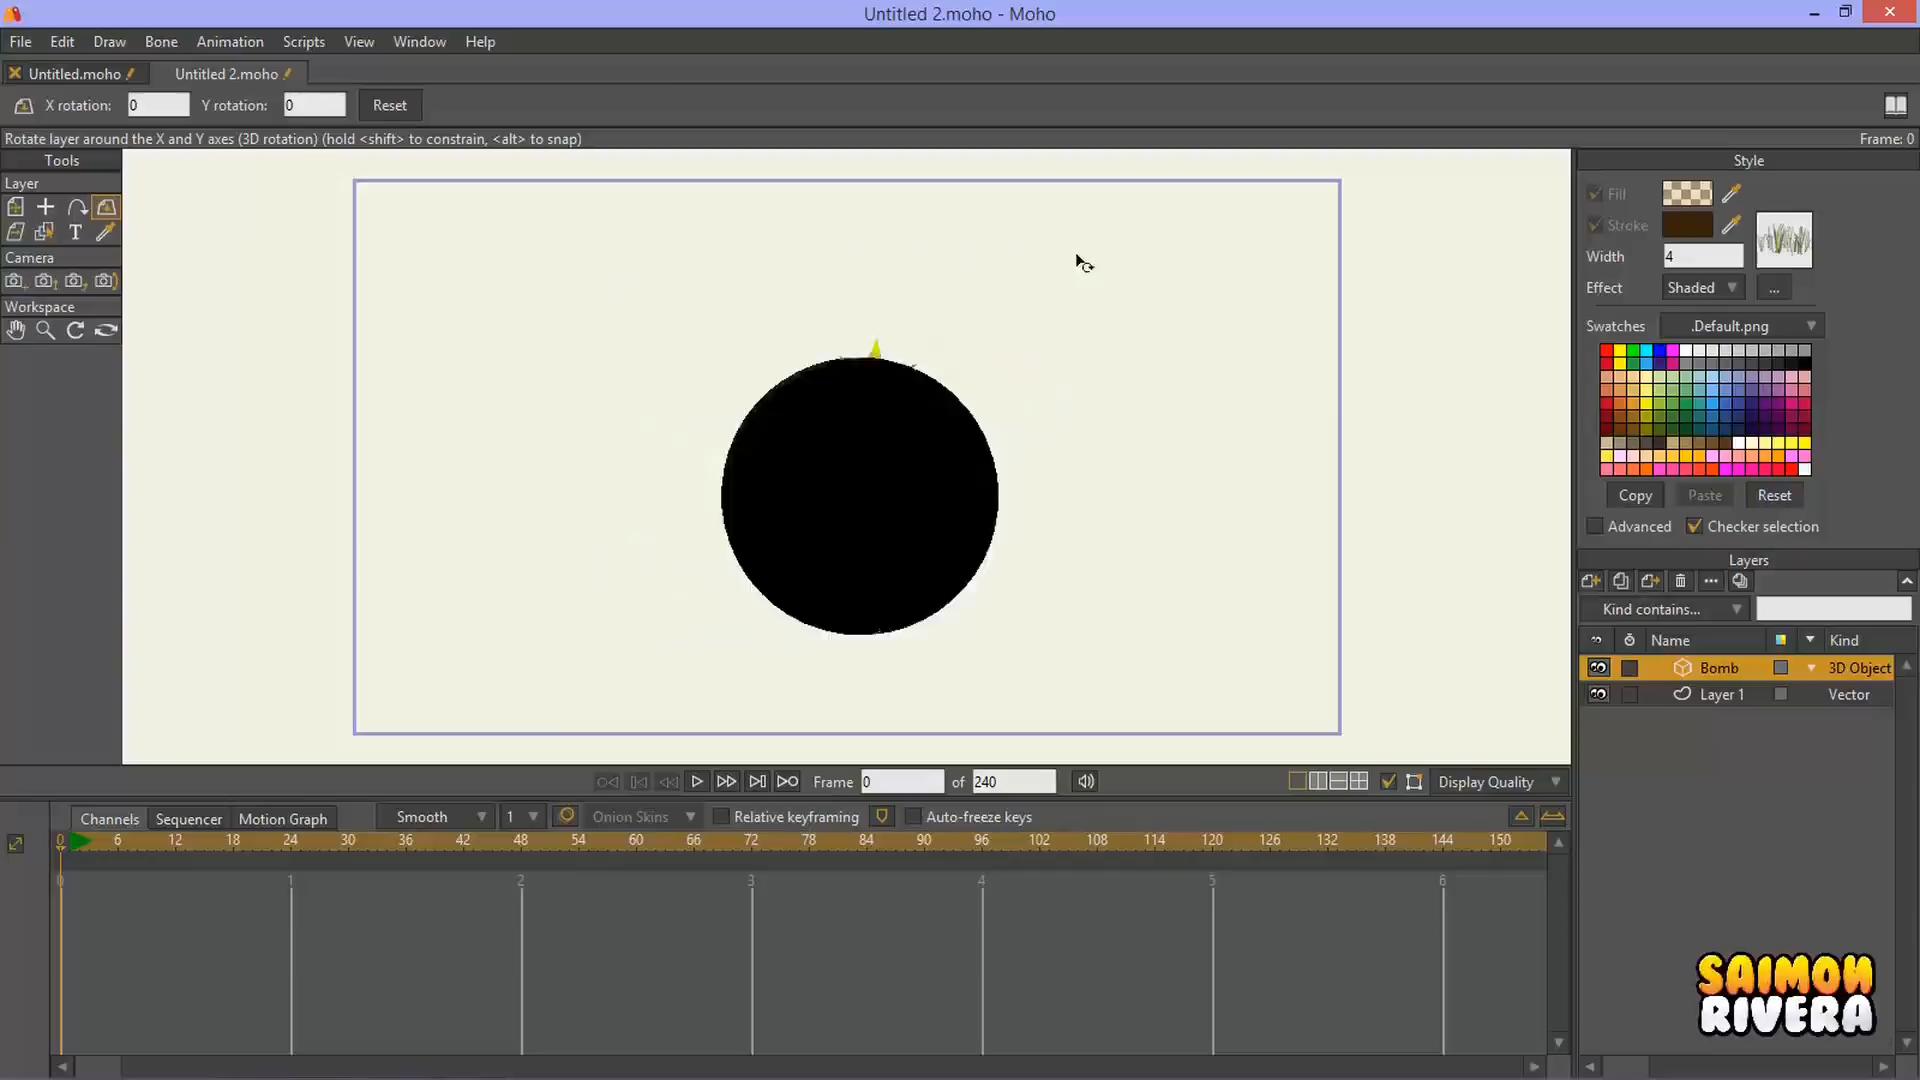 Untitled 2.moho - Moho
File Edit Draw Bone Animation Scripts View Window Help
Untitled.moho Untitled 2.moho
X rotation: 0 Y rotation: 0 Reset
Rotate layer around the X and Y axes (3D rotation) (hold <shift> to constrain, <alt> to snap) Frame: 0
Tools
Layer
T
Camera
Workspace
Style
Fill
Stroke
Width 4
Effect Shaded ...
Swatches .Default.png
Copy Paste Reset
Advanced Checker selection
Layers
Kind contains...
Name Kind
Bomb 3D Object
Layer 1 Vector
Frame 0 of 240 Display Quality
Channels Sequencer Motion Graph Smooth 1 Onion Skins Relative keyframing Auto-freeze keys
0 6 12 18 24 30 36 42 48 54 60 66 72 78 84 90 96 102 108 114 120 126 132 138 144 150
0 1 2 3 4 5 6
SAIMON
RIVERA